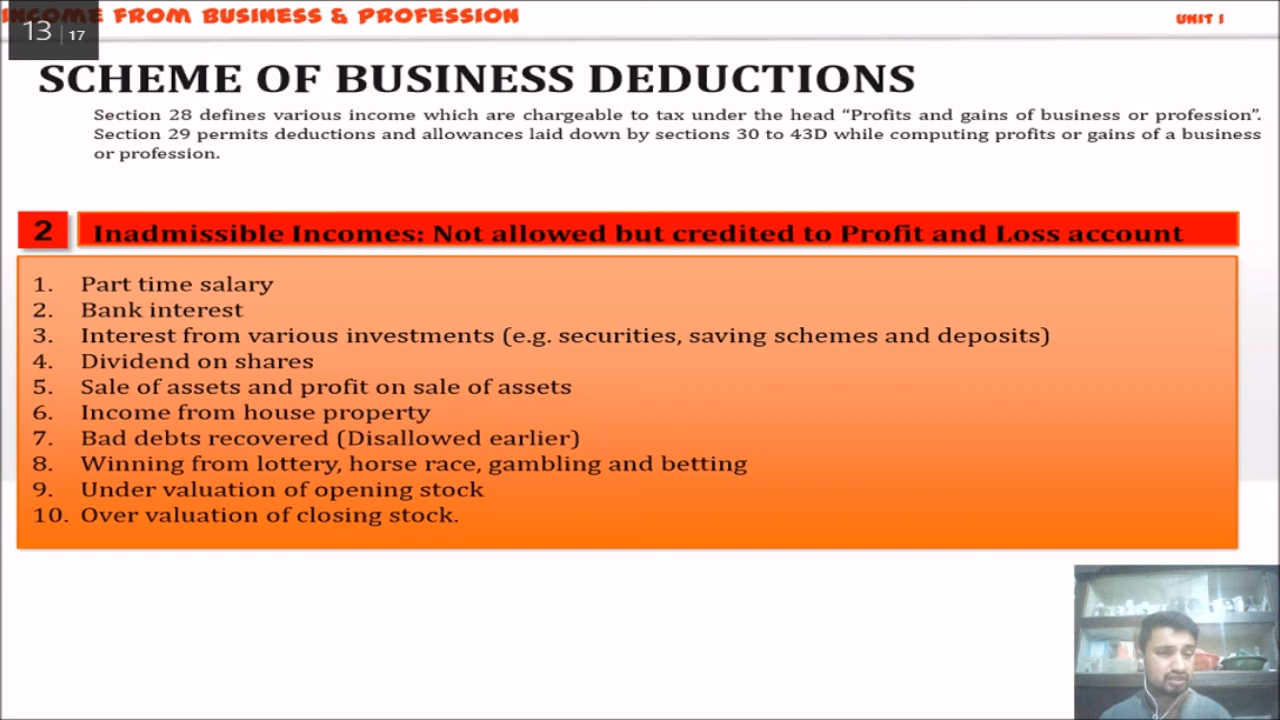 INCOME FROM BUSINESS & PROFESSION
UNIT I
13 | 17
SCHEME OF BUSINESS DEDUCTIONS
Section 28 defines various income which are chargeable to tax under the head “Profits and gains of business or profession”.
Section 29 permits deductions and allowances laid down by sections 30 to 43D while computing profits or gains of a business
or profession.
2 Inadmissible Incomes: Not allowed but credited to Profit and Loss account
1. Part time salary
2. Bank interest
3. Interest from various investments (e.g. securities, saving schemes and deposits)
4. Dividend on shares
5. Sale of assets and profit on sale of assets
6. Income from house property
7. Bad debts recovered (Disallowed earlier)
8. Winning from lottery, horse race, gambling and betting
9. Under valuation of opening stock
10. Over valuation of closing stock.